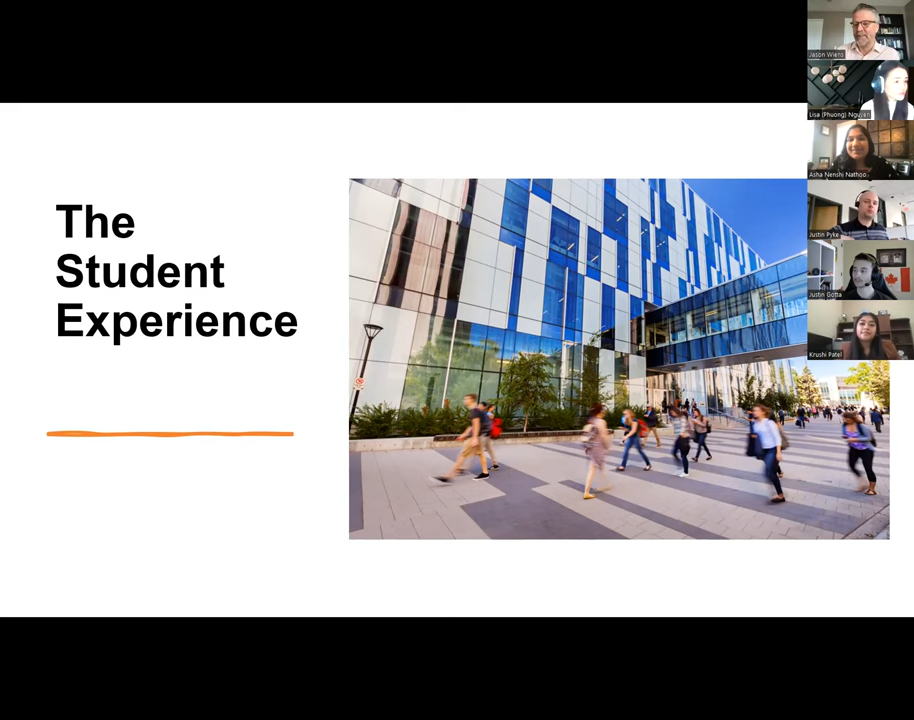 The
Student
Experience
Jason Wiens
Lisa (Phuong) Nguyen
Asha Nenshi Nathoo
Justin Pyke
Justin Gotta
Krushi Patel